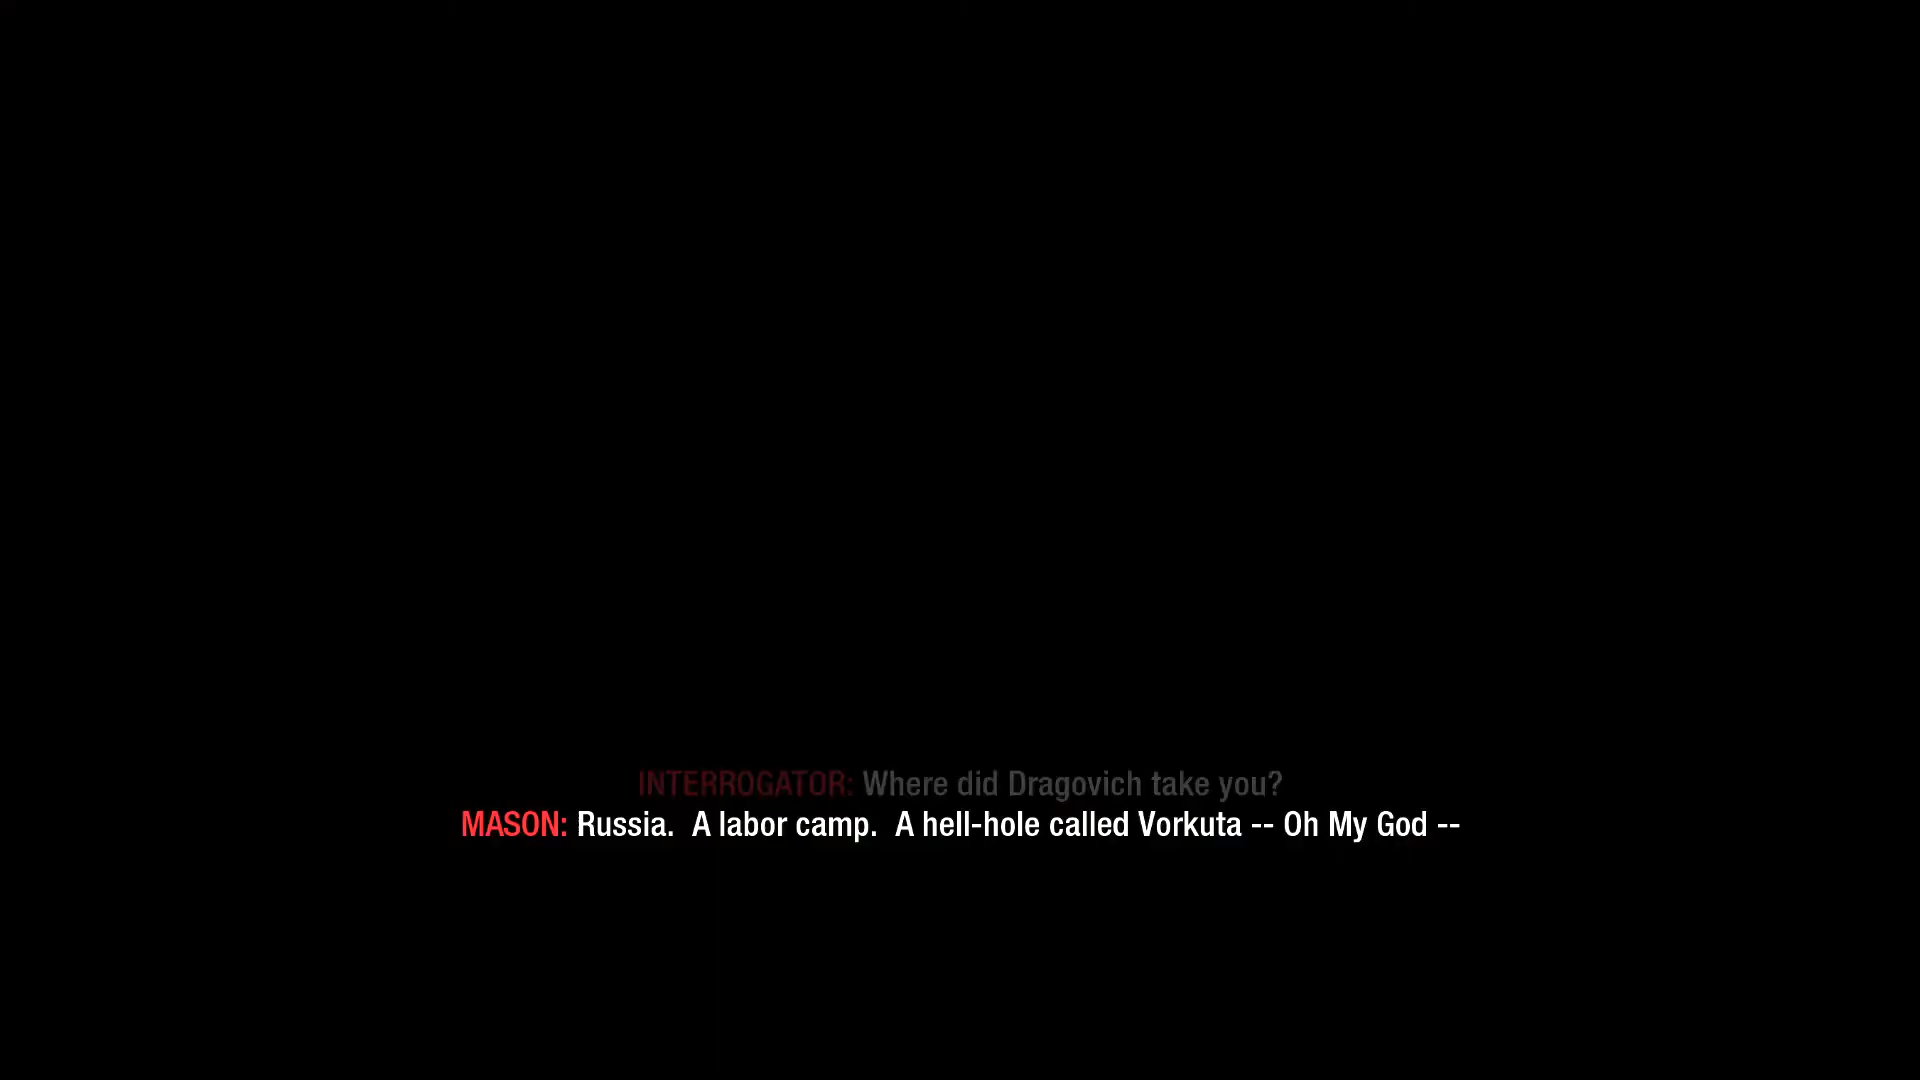 INTERROGATOR: Where did Dragovich take you?
MASON: Russia.  A labor camp.  A hell-hole called Vorkuta -- Oh My God --